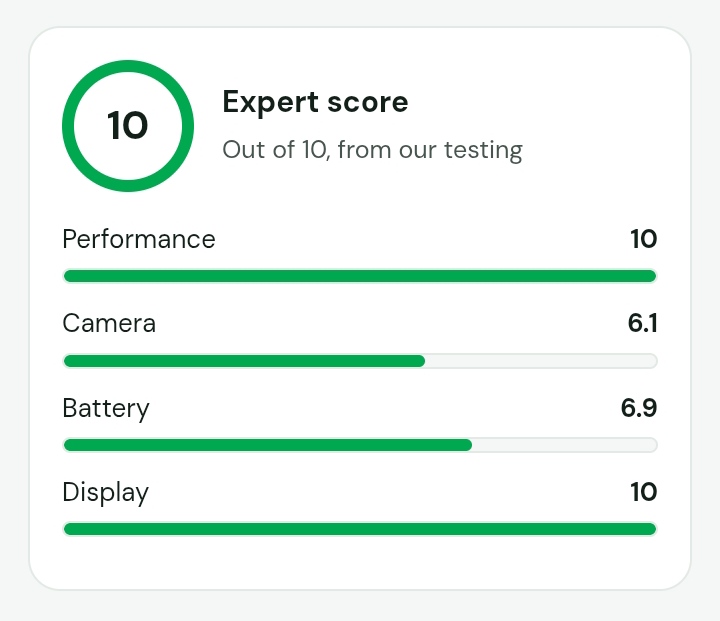 10
Expert score
Out of 10, from our testing
Performance 10
Camera 6.1
Battery 6.9
Display 10